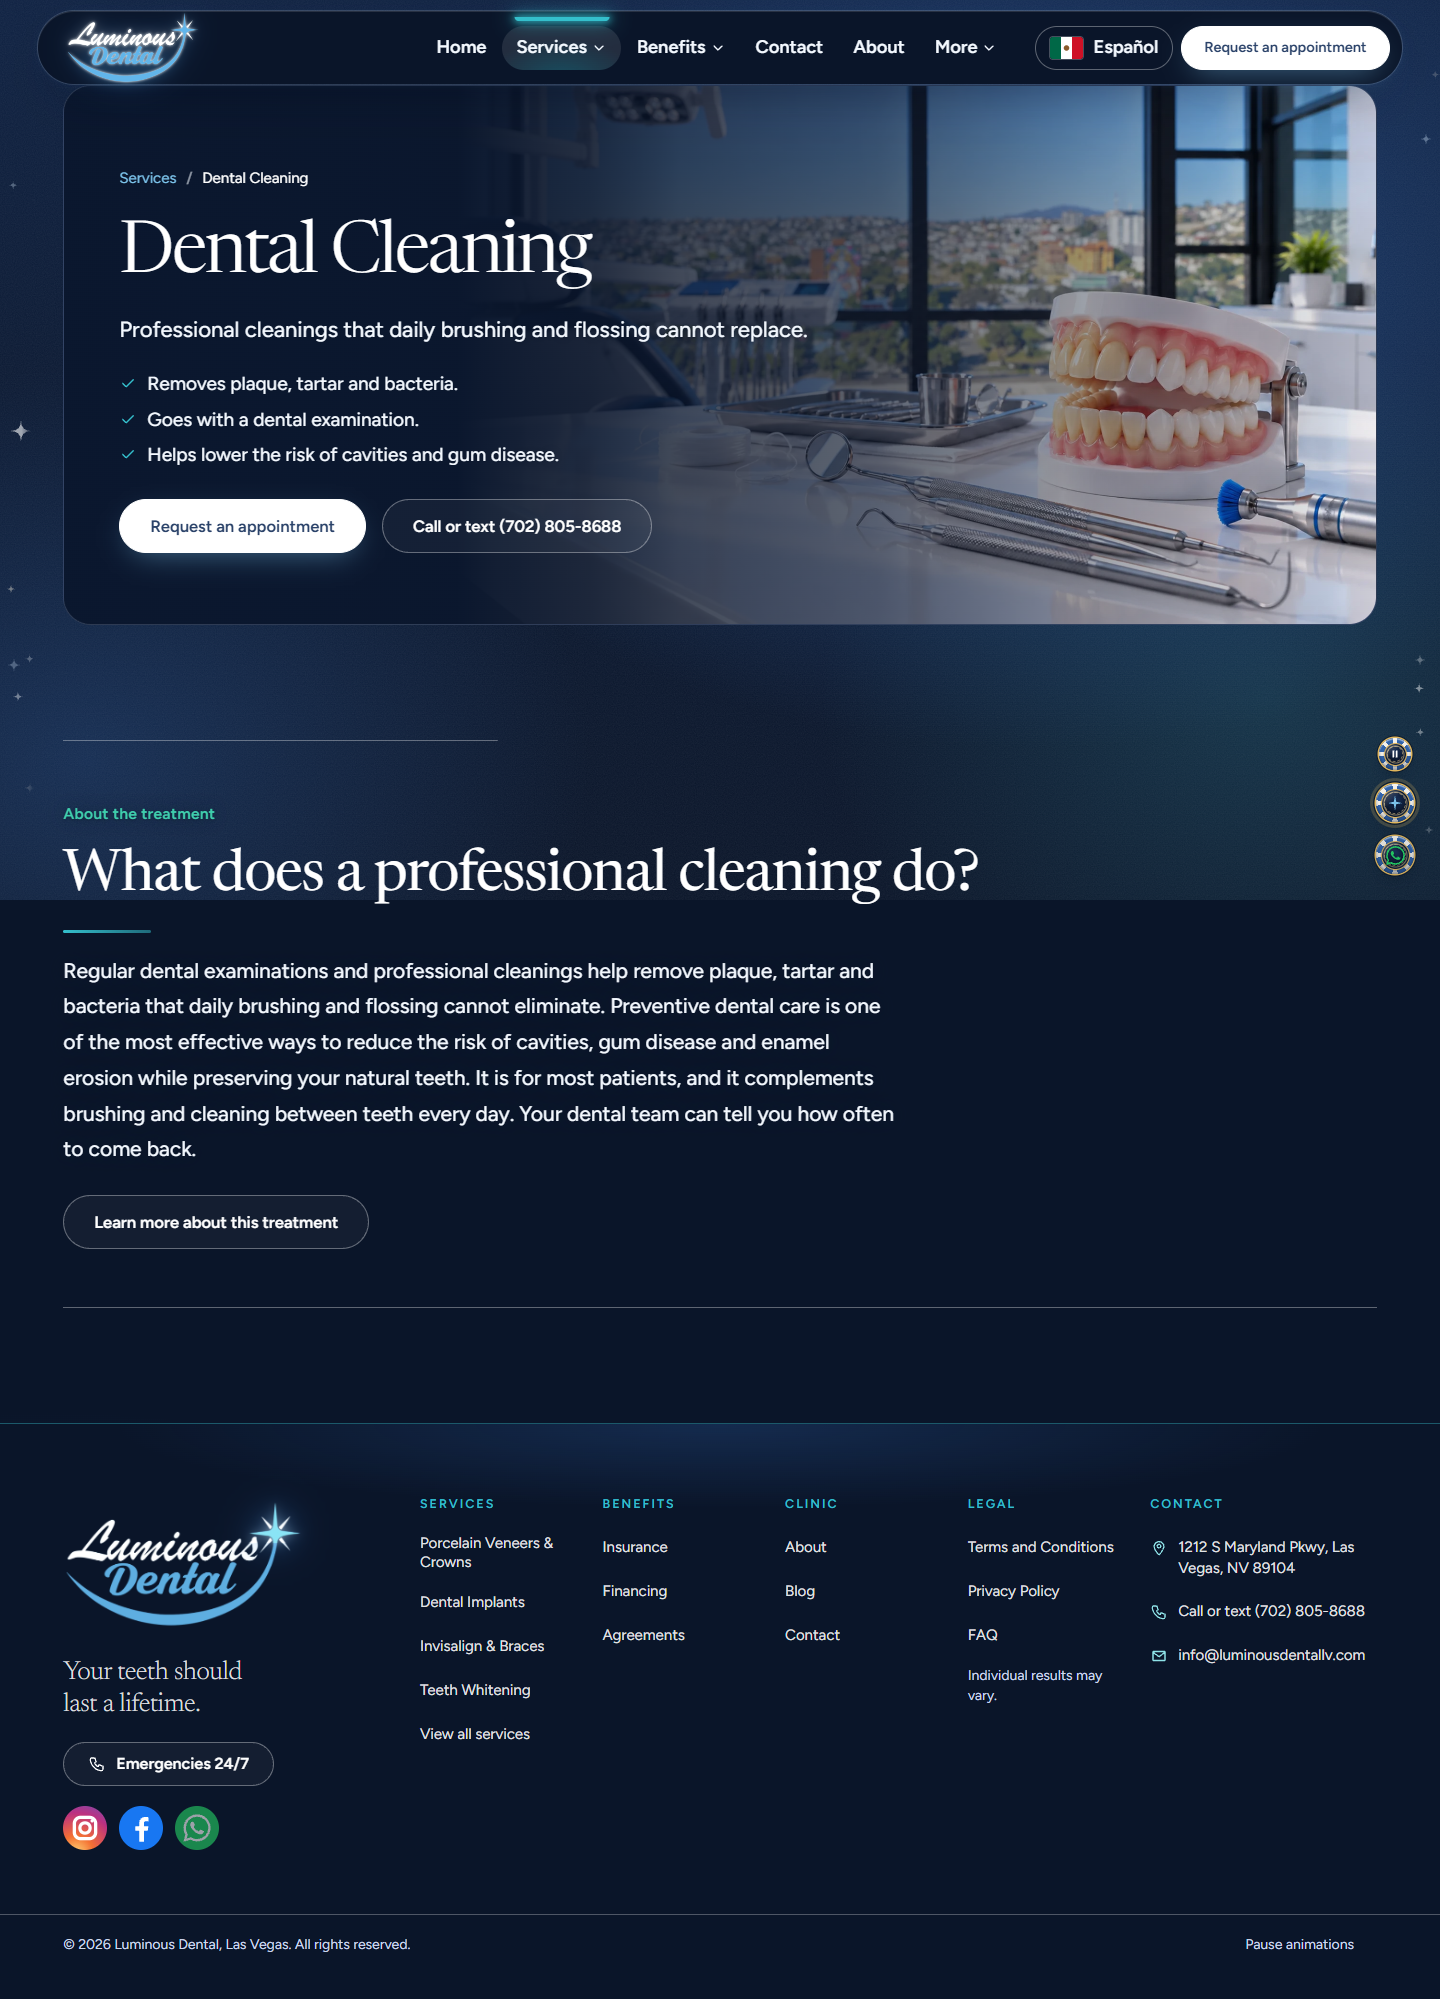 Luminous
Dental
Home
Services
Benefits
Contact
About
More
Español
Request an appointment
Services / Dental Cleaning
Dental Cleaning
Professional cleanings that daily brushing and flossing cannot replace.
Removes plaque, tartar and bacteria.
Goes with a dental examination.
Helps lower the risk of cavities and gum disease.
Request an appointment
Call or text (702) 805-8688
About the treatment
What does a professional cleaning do?
Regular dental examinations and professional cleanings help remove plaque, tartar and
bacteria that daily brushing and flossing cannot eliminate. Preventive dental care is one
of the most effective ways to reduce the risk of cavities, gum disease and enamel
erosion while preserving your natural teeth. It is for most patients, and it complements
brushing and cleaning between teeth every day. Your dental team can tell you how often
to come back.
Learn more about this treatment
Luminous
Dental
Your teeth should
last a lifetime.
Emergencies 24/7
SERVICES
Porcelain Veneers &
Crowns
Dental Implants
Invisalign & Braces
Teeth Whitening
View all services
BENEFITS
Insurance
Financing
Agreements
CLINIC
About
Blog
Contact
LEGAL
Terms and Conditions
Privacy Policy
FAQ
Individual results may
vary.
CONTACT
1212 S Maryland Pkwy, Las
Vegas, NV 89104
Call or text (702) 805-8688
info@luminousdentallv.com
© 2026 Luminous Dental, Las Vegas. All rights reserved.
Pause animations